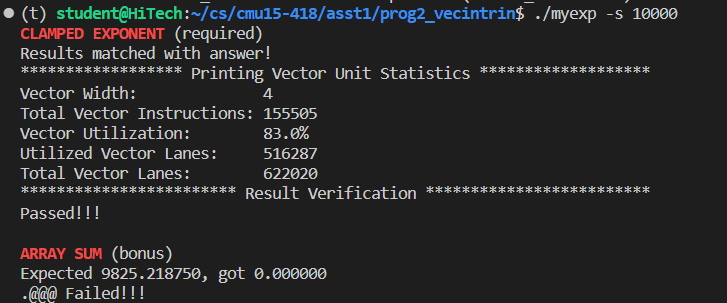 (t) student@HiTech:~/cs/cmu15-418/asst1/prog2_vecintrin$ ./myexp -s 10000
CLAMPED EXPONENT (required)
Results matched with answer!
****************** Printing Vector Unit Statistics *******************
Vector Width:              4
Total Vector Instructions: 155505
Vector Utilization:        83.0%
Utilized Vector Lanes:     516287
Total Vector Lanes:        622020
************************ Result Verification *************************
Passed!!!
ARRAY SUM (bonus)
Expected 9825.218750, got 0.000000
.@@@ Failed!!!